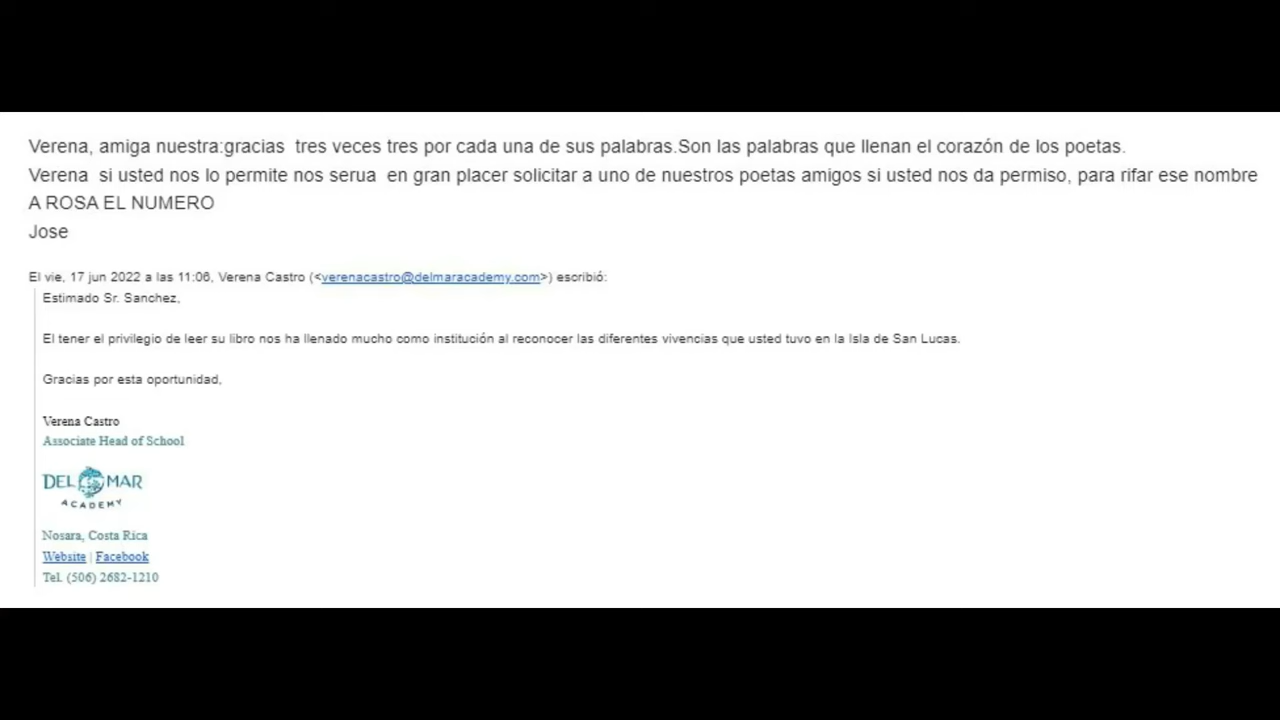 Verena, amiga nuestra:gracias  tres veces tres por cada una de sus palabras.Son las palabras que llenan el corazón de los poetas.
Verena  si usted nos lo permite nos serua  en gran placer solicitar a uno de nuestros poetas amigos si usted nos da permiso, para rifar ese nombre
A ROSA EL NUMERO
Jose
El vie, 17 jun 2022 a las 11:06, Verena Castro (<verenacastro@delmaracademy.com>) escribió:
Estimado Sr. Sanchez,
El tener el privilegio de leer su libro nos ha llenado mucho como institución al reconocer las diferentes vivencias que usted tuvo en la Isla de San Lucas.
Gracias por esta oportunidad,
Verena Castro
Associate Head of School
DEL MAR
ACADEMY
Nosara, Costa Rica
Website | Facebook
Tel. (506) 2682-1210